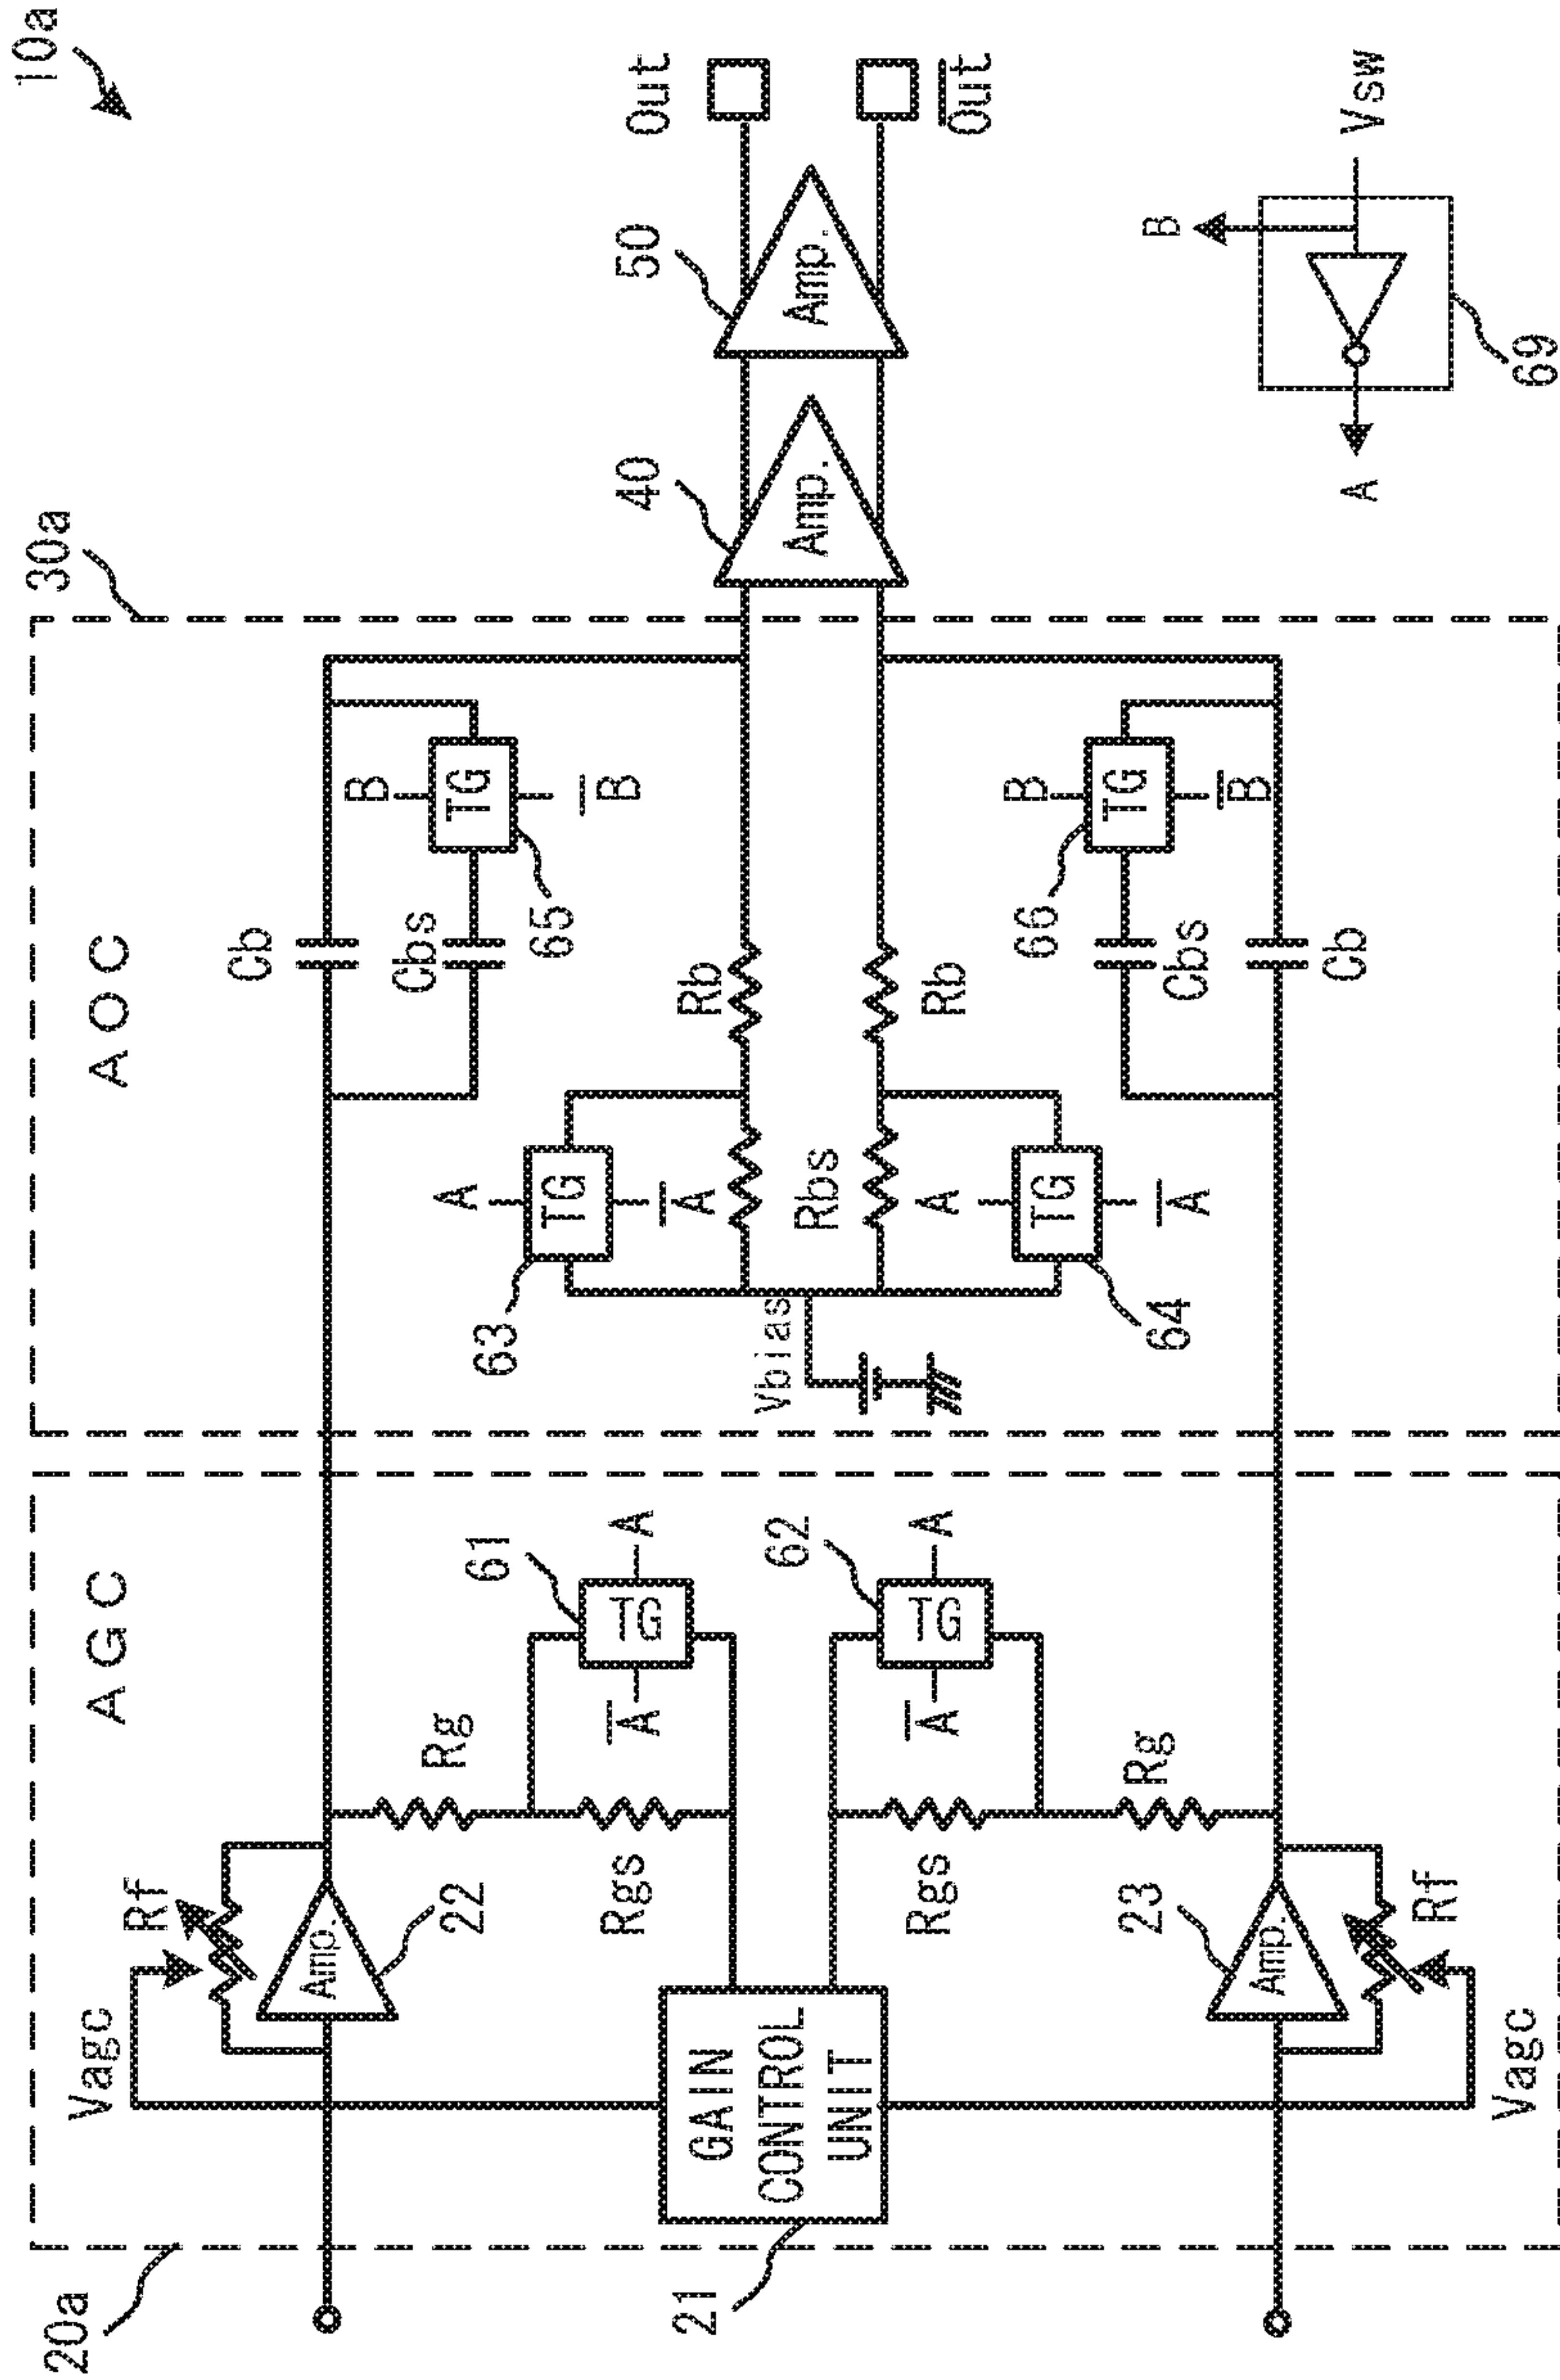 10a
20a
AGC
Vagc
Rf
Amp.
22
Rg
Rgs
61
TG
A
A̅
GAIN
CONTROL
UNIT
21
62
TG
A
A̅
Rgs
Rg
23
Amp.
Rf
Vagc
30a
AOC
Cb
Cbs
B
TG
B̅
65
A
TG
A̅
63
Rb
Vbias
Rbs
Rb
A
TG
A̅
64
B
TG
B̅
66
Cbs
Cb
40
Amp.
50
Amp.
Out
O̅u̅t̅
A
B
Vsw
69